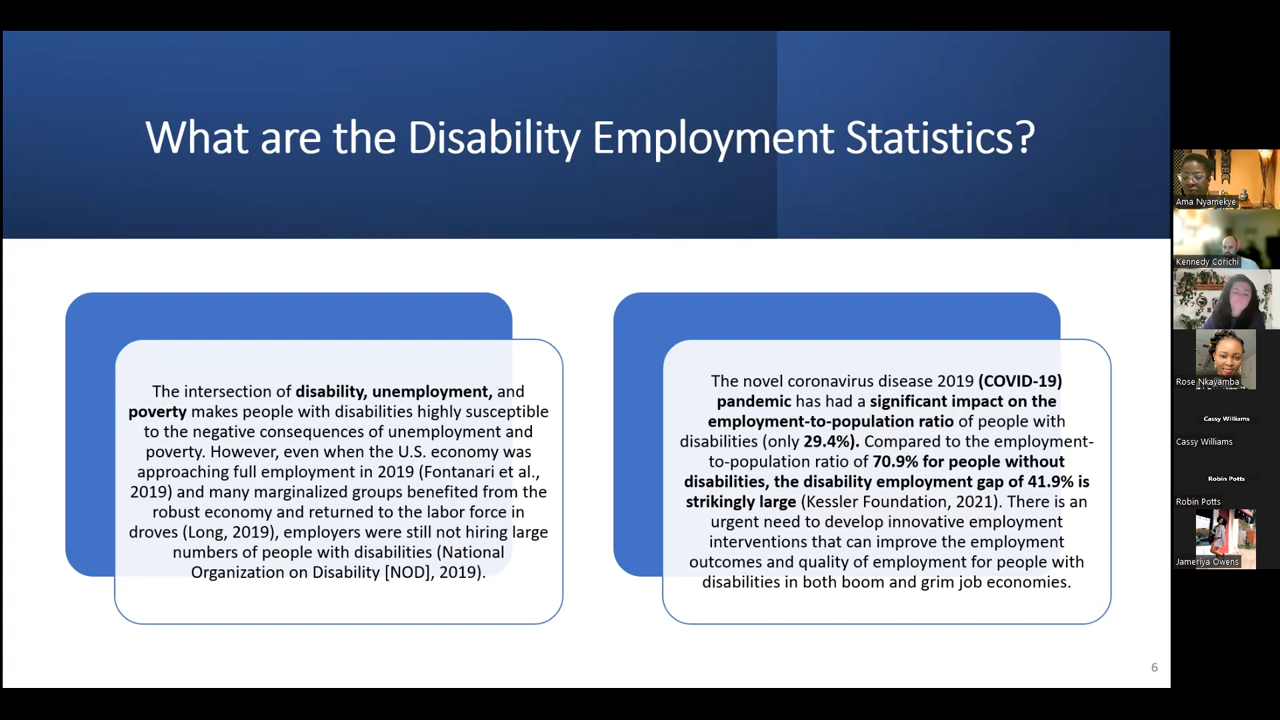 What are the Disability Employment Statistics?
The intersection of disability, unemployment, and
poverty makes people with disabilities highly susceptible
to the negative consequences of unemployment and
poverty. However, even when the U.S. economy was
approaching full employment in 2019 (Fontanari et al.,
2019) and many marginalized groups benefited from the
robust economy and returned to the labor force in
droves (Long, 2019), employers were still not hiring large
numbers of people with disabilities (National
Organization on Disability [NOD], 2019).
The novel coronavirus disease 2019 (COVID-19)
pandemic has had a significant impact on the
employment-to-population ratio of people with
disabilities (only 29.4%). Compared to the employment-
to-population ratio of 70.9% for people without
disabilities, the disability employment gap of 41.9% is
strikingly large (Kessler Foundation, 2021). There is an
urgent need to develop innovative employment
interventions that can improve the employment
outcomes and quality of employment for people with
disabilities in both boom and grim job economies.
6
Ama Nyamekye
Kennedy Corichi
Rose Nkayamba
Cassy Williams
Cassy Williams
Robin Potts
Robin Potts
Jameriya Owens